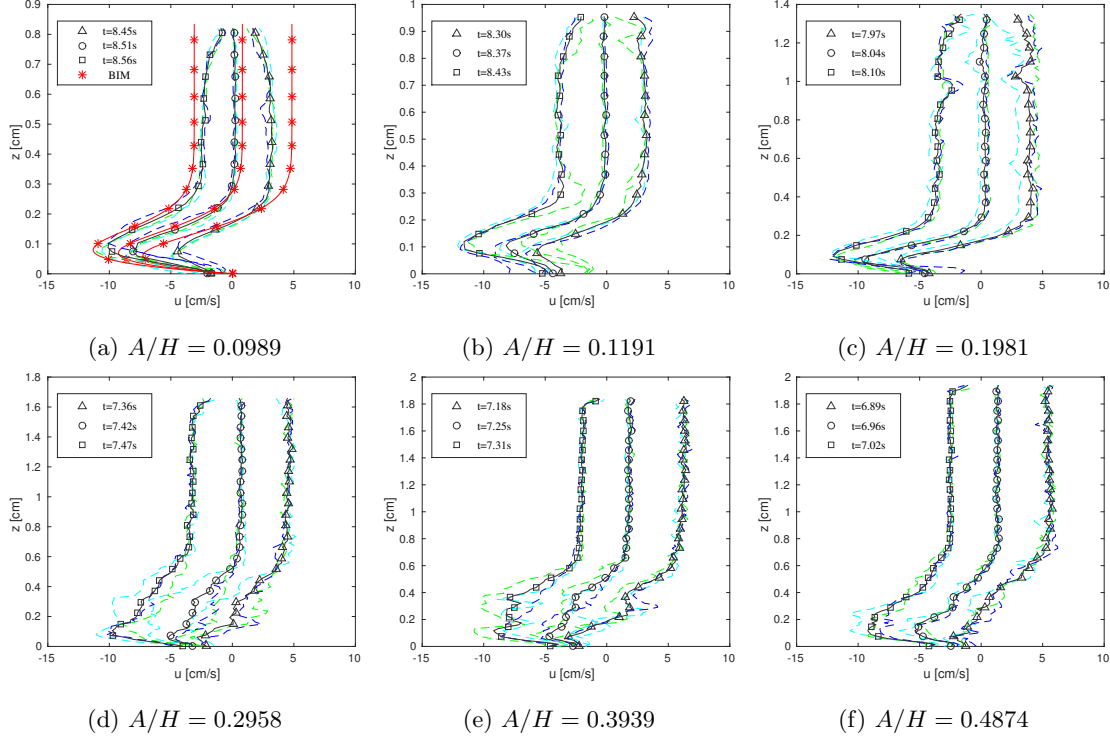 0.9
0.8
0.7
0.6
0.5
0.4
0.3
0.2
0.1
0
z [cm]
t=8.45s
t=8.51s
t=8.56s
BIM
-15 -10 -5 0 5 10
u [cm/s]
(a) A/H = 0.0989
1
0.9
0.8
0.7
0.6
0.5
0.4
0.3
0.2
0.1
0
z [cm]
t=8.30s
t=8.37s
t=8.43s
-15 -10 -5 0 5 10
u [cm/s]
(b) A/H = 0.1191
1.4
1.2
1
0.8
0.6
0.4
0.2
0
z [cm]
t=7.97s
t=8.04s
t=8.10s
-15 -10 -5 0 5 10
u [cm/s]
(c) A/H = 0.1981
1.8
1.6
1.4
1.2
1
0.8
0.6
0.4
0.2
0
z [cm]
t=7.36s
t=7.42s
t=7.47s
-15 -10 -5 0 5 10
u [cm/s]
(d) A/H = 0.2958
2
1.8
1.6
1.4
1.2
1
0.8
0.6
0.4
0.2
0
z [cm]
t=7.18s
t=7.25s
t=7.31s
-15 -10 -5 0 5 10
u [cm/s]
(e) A/H = 0.3939
2
1.8
1.6
1.4
1.2
1
0.8
0.6
0.4
0.2
0
z [cm]
t=6.89s
t=6.96s
t=7.02s
-15 -10 -5 0 5 10
u [cm/s]
(f) A/H = 0.4874